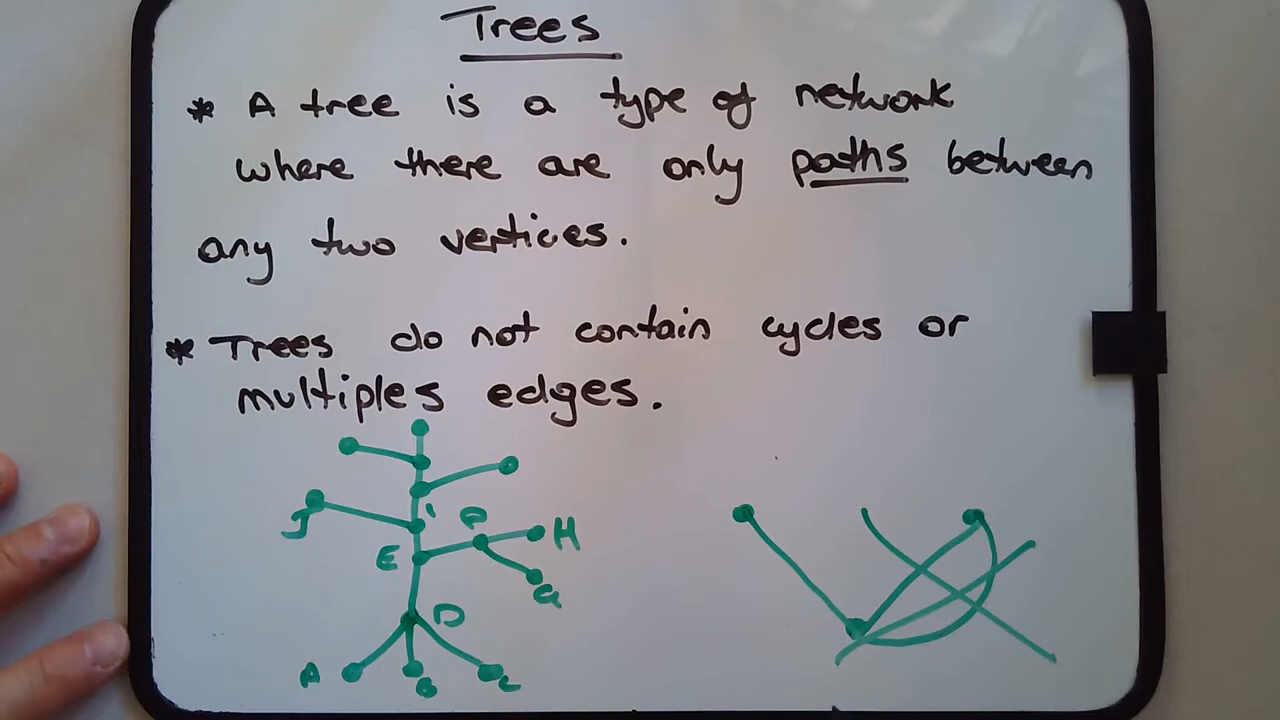 Trees
* A tree is a type of network
where there are only paths between
any two vertices.
* Trees do not contain cycles or
multiples edges.
J
E
H
G
D
A
B
C